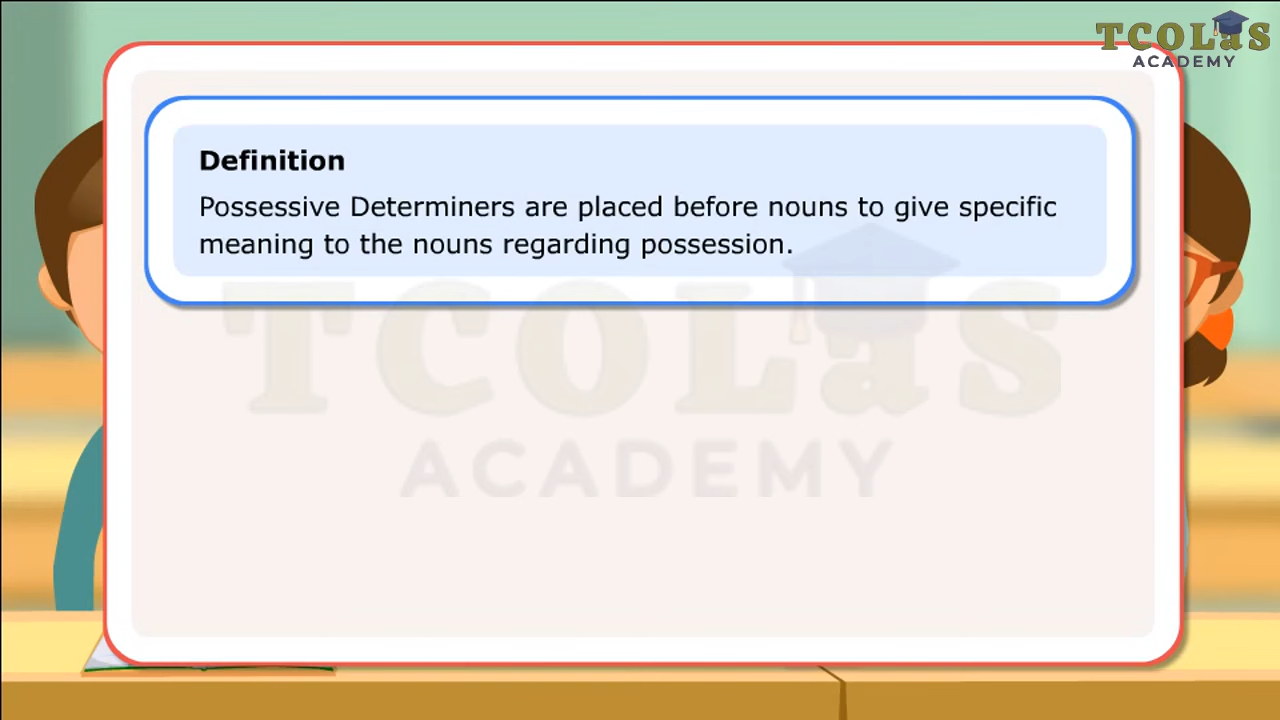 TCOLaS
ACADEMY
Definition
Possessive Determiners are placed before nouns to give specific
meaning to the nouns regarding possession.
TCOLaS
ACADEMY